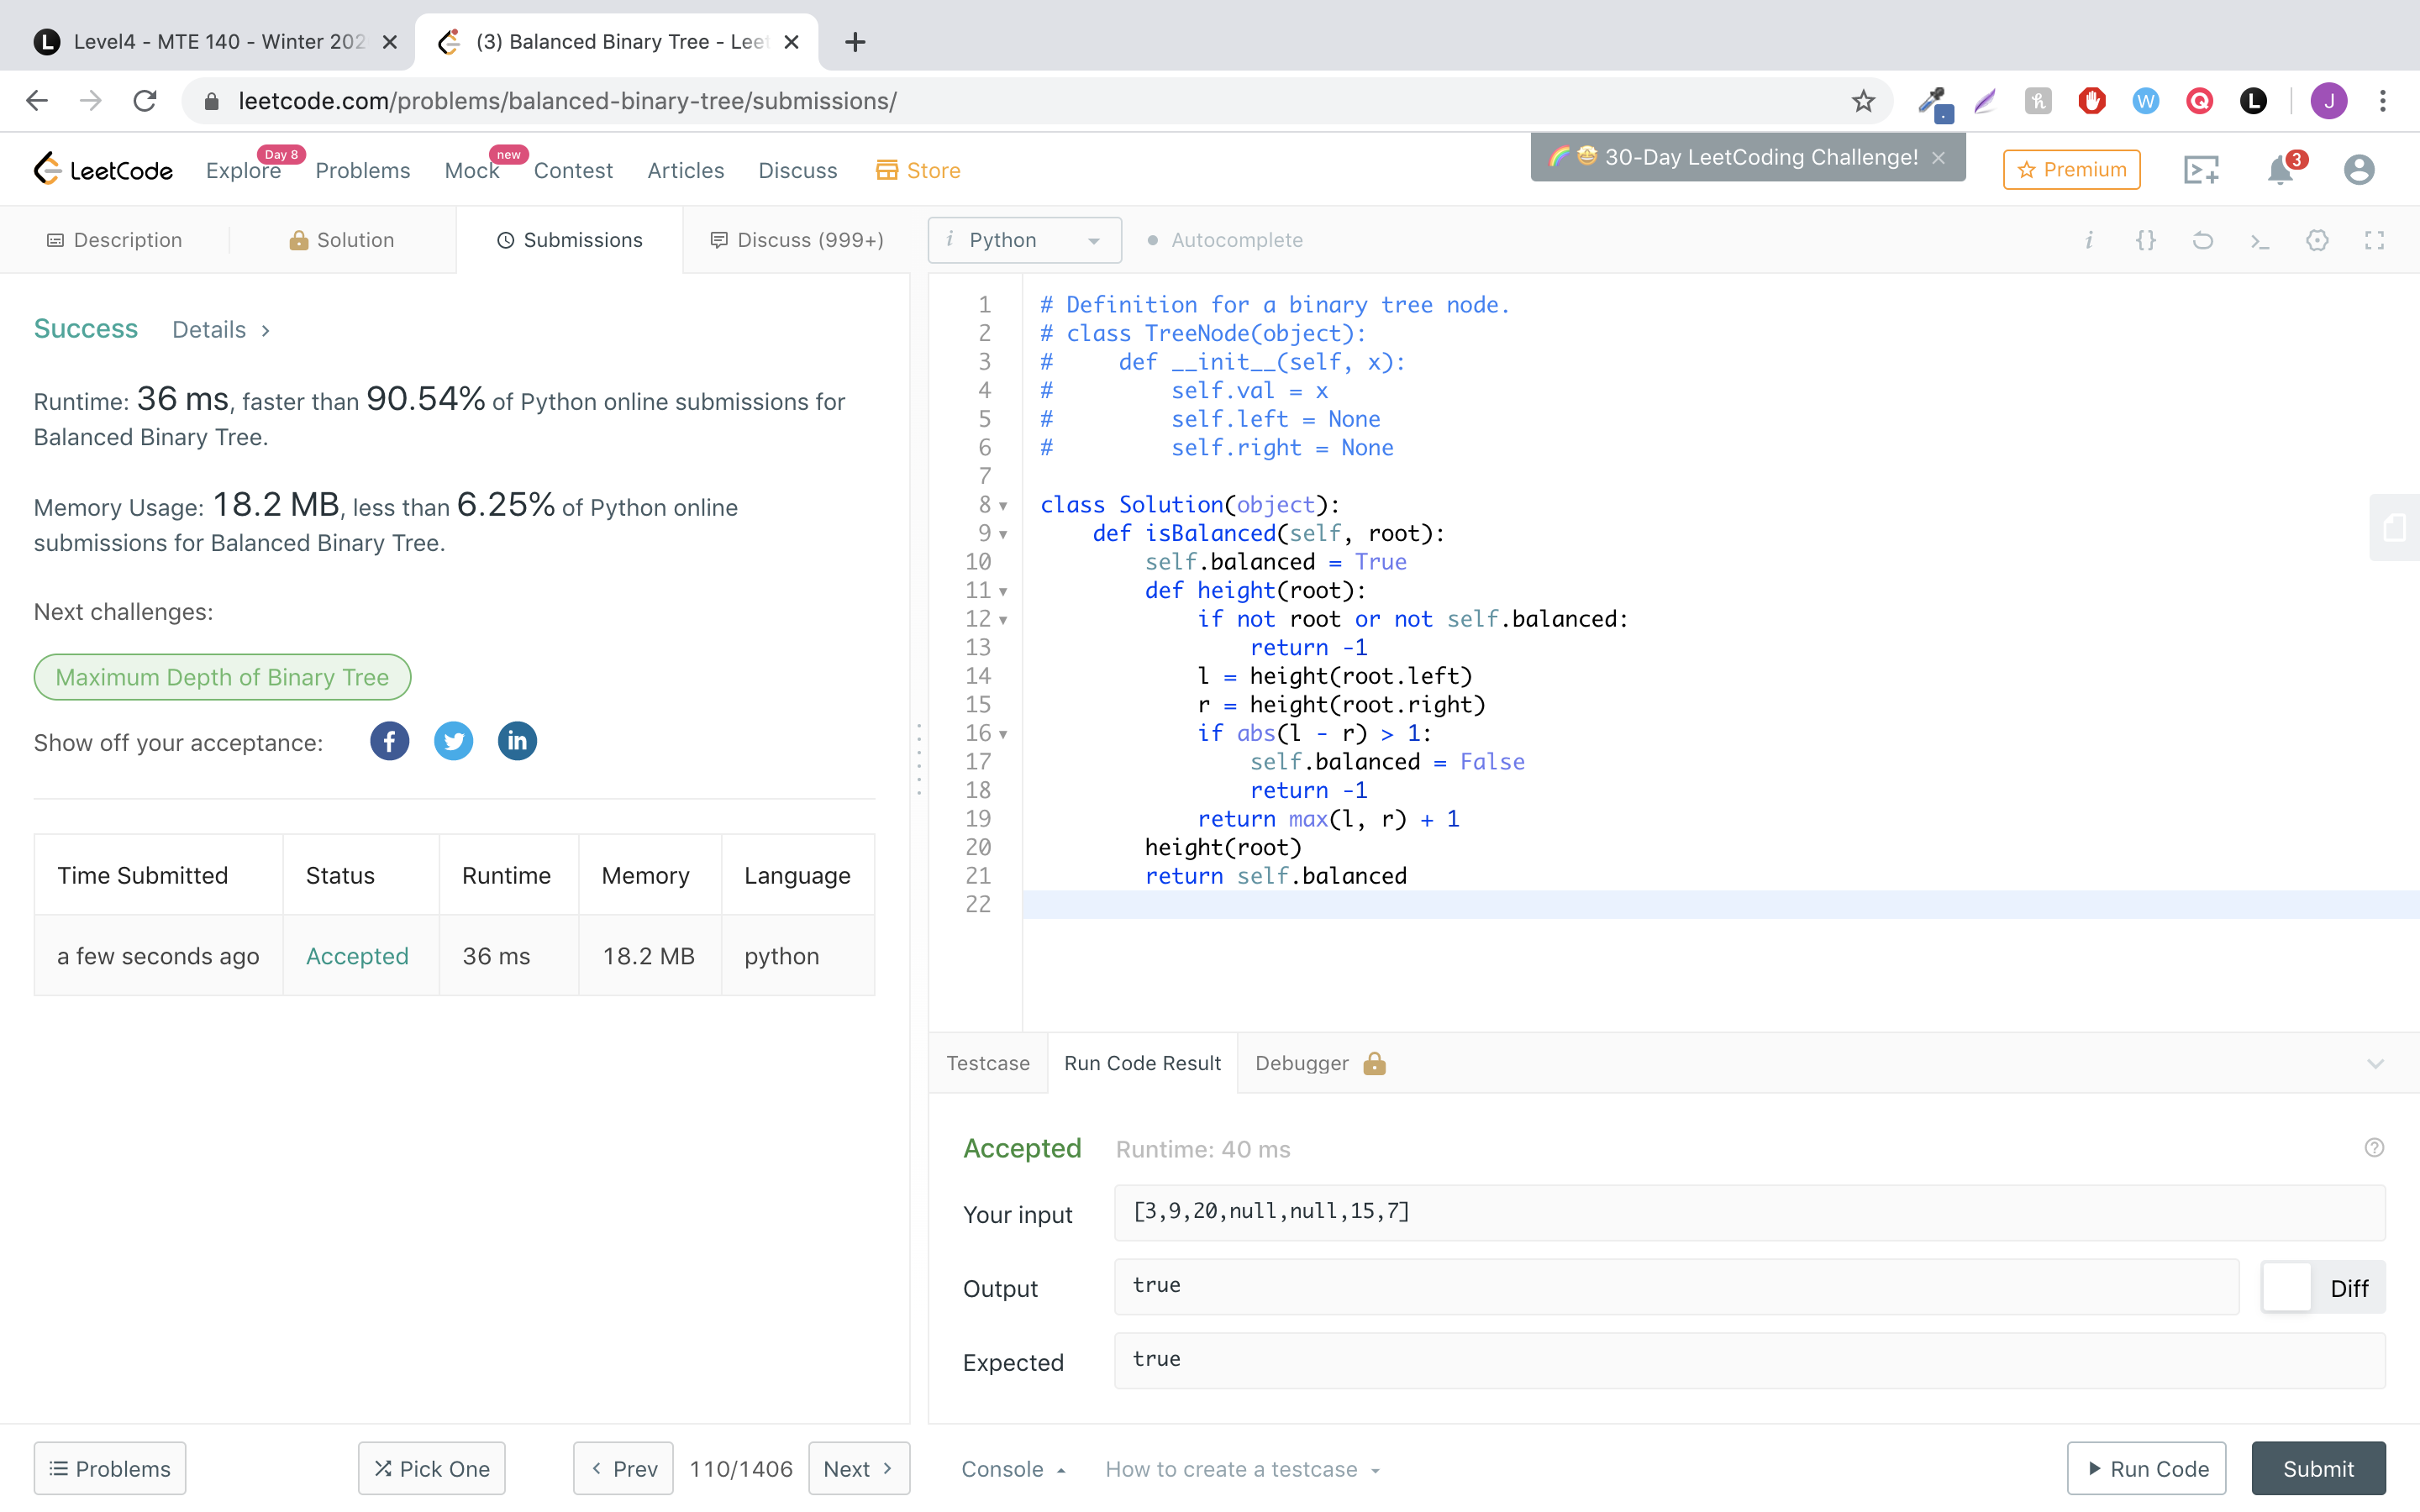 Level4 - MTE 140 - Winter 202
(3) Balanced Binary Tree - Leet
leetcode.com/problems/balanced-binary-tree/submissions/
LeetCode
Explore
Day 8
Problems
Mock
new
Contest
Articles
Discuss
Store
30-Day LeetCoding Challenge!
Premium
3
J
Description
Solution
Submissions
Discuss (999+)
i Python
Autocomplete
Success Details >
Runtime: 36 ms, faster than 90.54% of Python online submissions for
Balanced Binary Tree.
Memory Usage: 18.2 MB, less than 6.25% of Python online
submissions for Balanced Binary Tree.
Next challenges:
Maximum Depth of Binary Tree
Show off your acceptance:
Time Submitted Status Runtime Memory Language
a few seconds ago Accepted 36 ms 18.2 MB python
1 # Definition for a binary tree node.
2 # class TreeNode(object):
3 #     def __init__(self, x):
4 #         self.val = x
5 #         self.left = None
6 #         self.right = None
7
8 class Solution(object):
9     def isBalanced(self, root):
10         self.balanced = True
11         def height(root):
12             if not root or not self.balanced:
13                 return -1
14             l = height(root.left)
15             r = height(root.right)
16             if abs(l - r) > 1:
17                 self.balanced = False
18                 return -1
19             return max(l, r) + 1
20         height(root)
21         return self.balanced
22
Testcase Run Code Result Debugger
Accepted Runtime: 40 ms
Your input [3,9,20,null,null,15,7]
Output true Diff
Expected true
Problems Pick One < Prev 110/1406 Next > Console How to create a testcase Run Code Submit